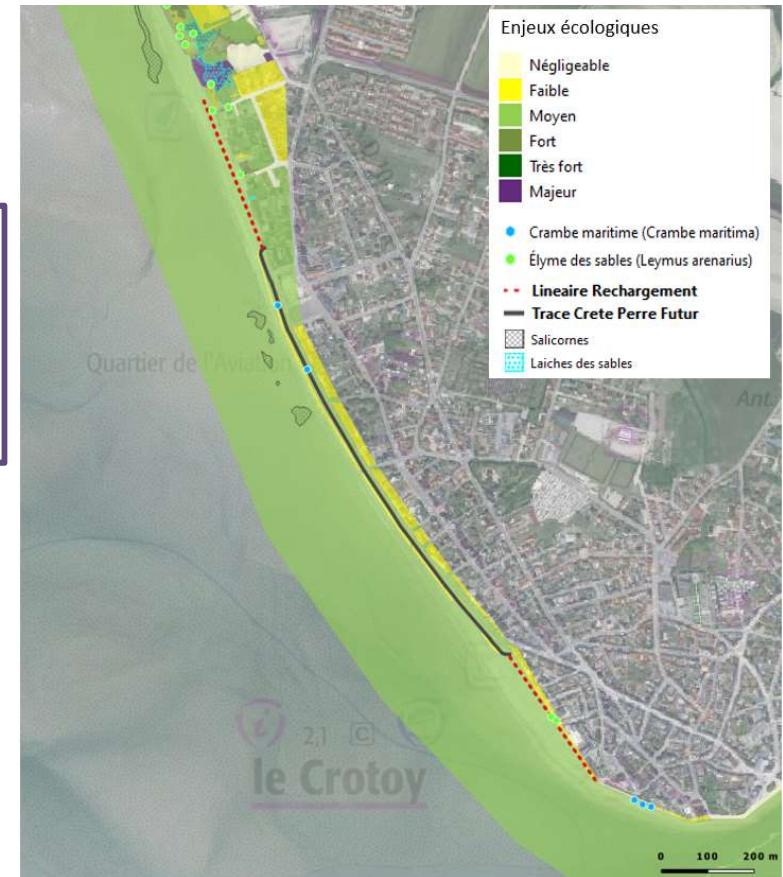 Enjeux écologiques
Négligeable
Faible
Moyen
Fort
Très fort
Majeur
Crambe maritime (Crambe maritima)
Élyme des sables (Leymus arenarius)
Lineaire Rechargement
Trace Crete Perre Futur
Salicornes
Laiches des sables
Quartier de l'Aviation
Ant.
2,1 C
le Crotoy
0 100 200 m